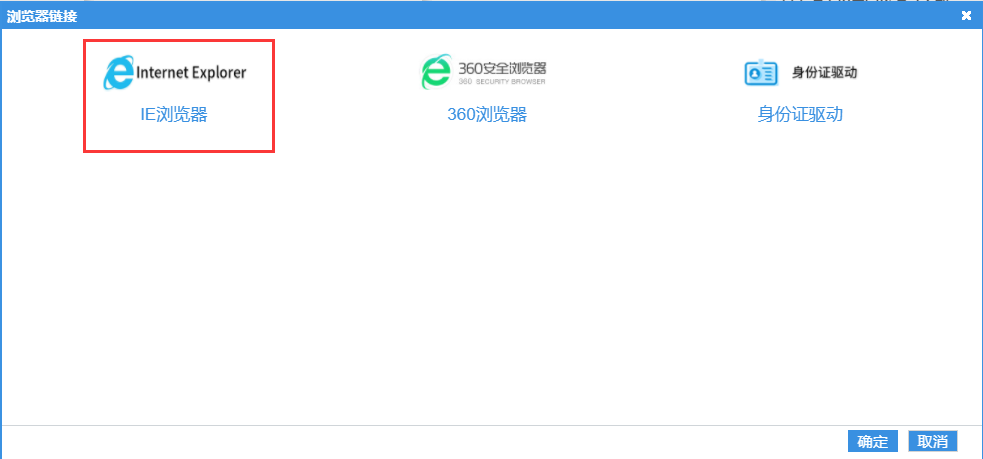 浏览器链接
Internet Explorer
IE浏览器
360安全浏览器
360 SECURITY BROWSER
360浏览器
身份证驱动
身份证驱动
确定
取消